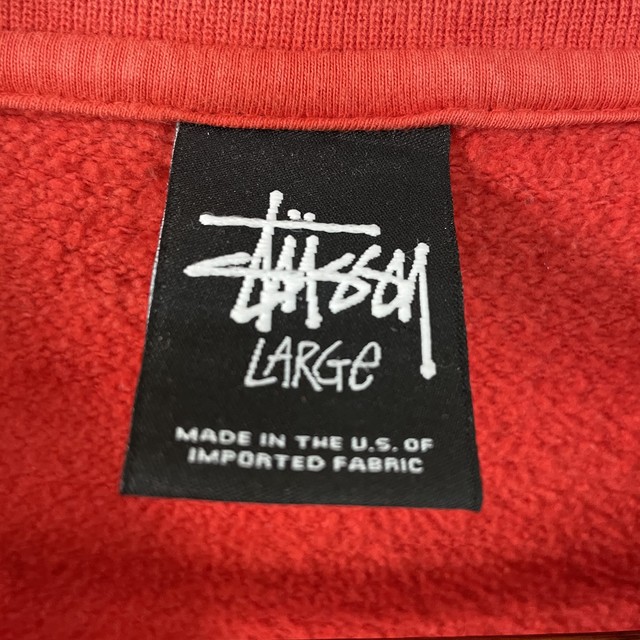 Stüssy
LARGe
MADE IN THE U.S. OF
IMPORTED FABRIC